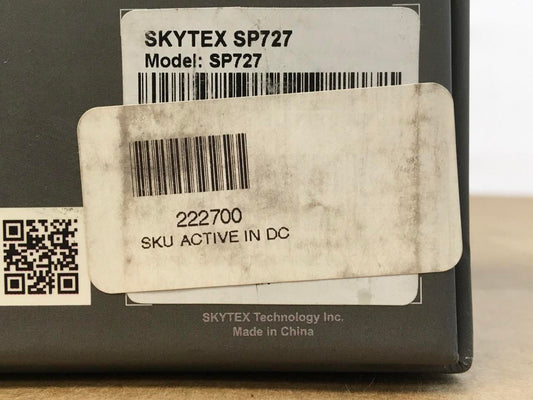 SKYTEX SP727
Model: SP727
222700
SKU ACTIVE IN DC
SKYTEX Technology Inc.
Made in China